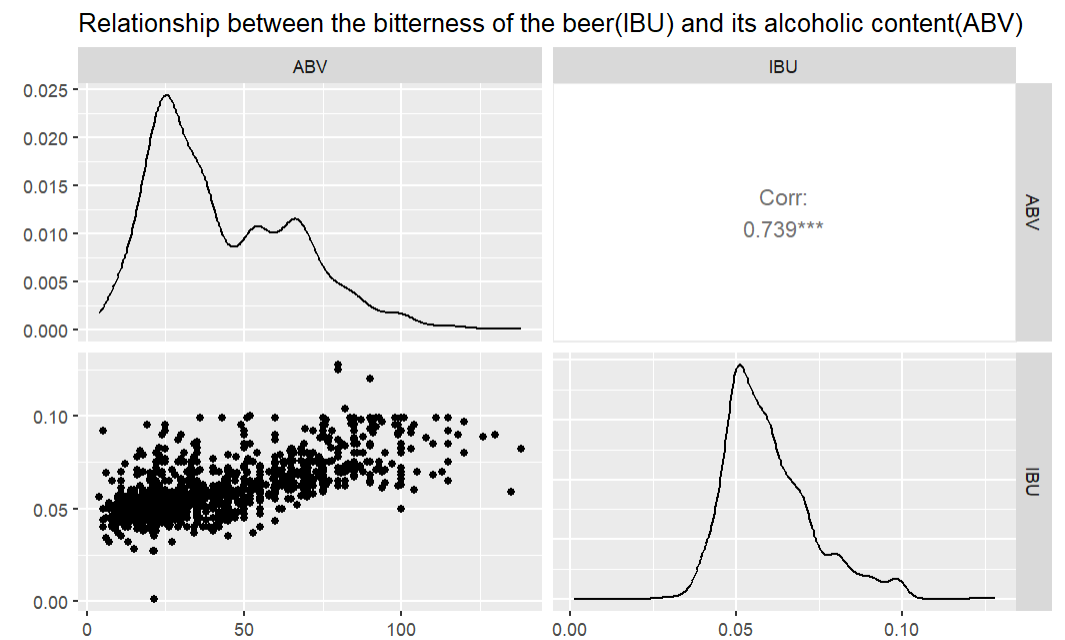 Relationship between the bitterness of the beer(IBU) and its alcoholic content(ABV)
ABV
IBU
0.025
0.020
0.015
0.010
0.005
0.000
Corr:
0.739***
ABV
0.10
0.05
0.00
IBU
0
50
100
0.00
0.05
0.10